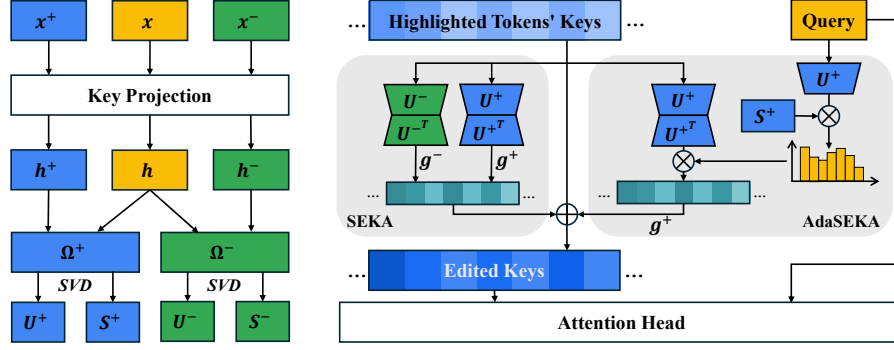 x⁺ x x⁻
Key Projection
h⁺ h h⁻
Ω⁺ Ω⁻
SVD SVD
U⁺ S⁺ U⁻ S⁻
... Highlighted Tokens' Keys ...
Query
U⁻ U⁺ U⁺ U⁺
U⁻ᵀ U⁺ᵀ U⁺ᵀ S⁺
g⁻ g⁺
... ... ... ...
SEKA g⁺ AdaSEKA
... Edited Keys ...
Attention Head